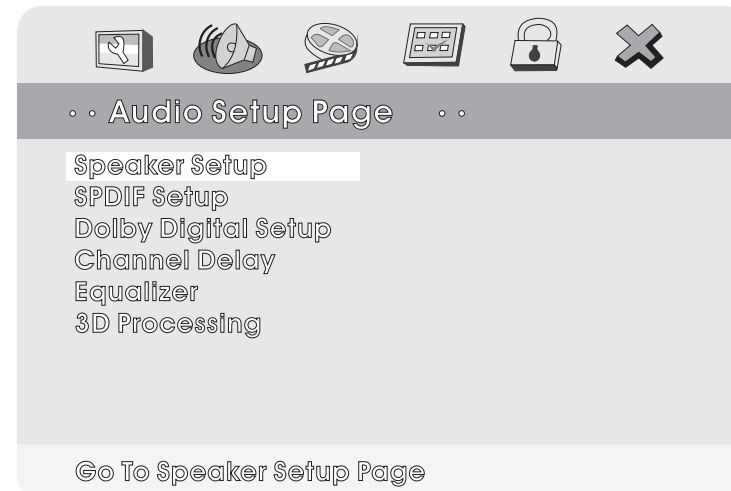 Audio Setup Page
Speaker Setup
SPDIF Setup
Dolby Digital Setup
Channel Delay
Equalizer
3D Processing
Go To Speaker Setup Page